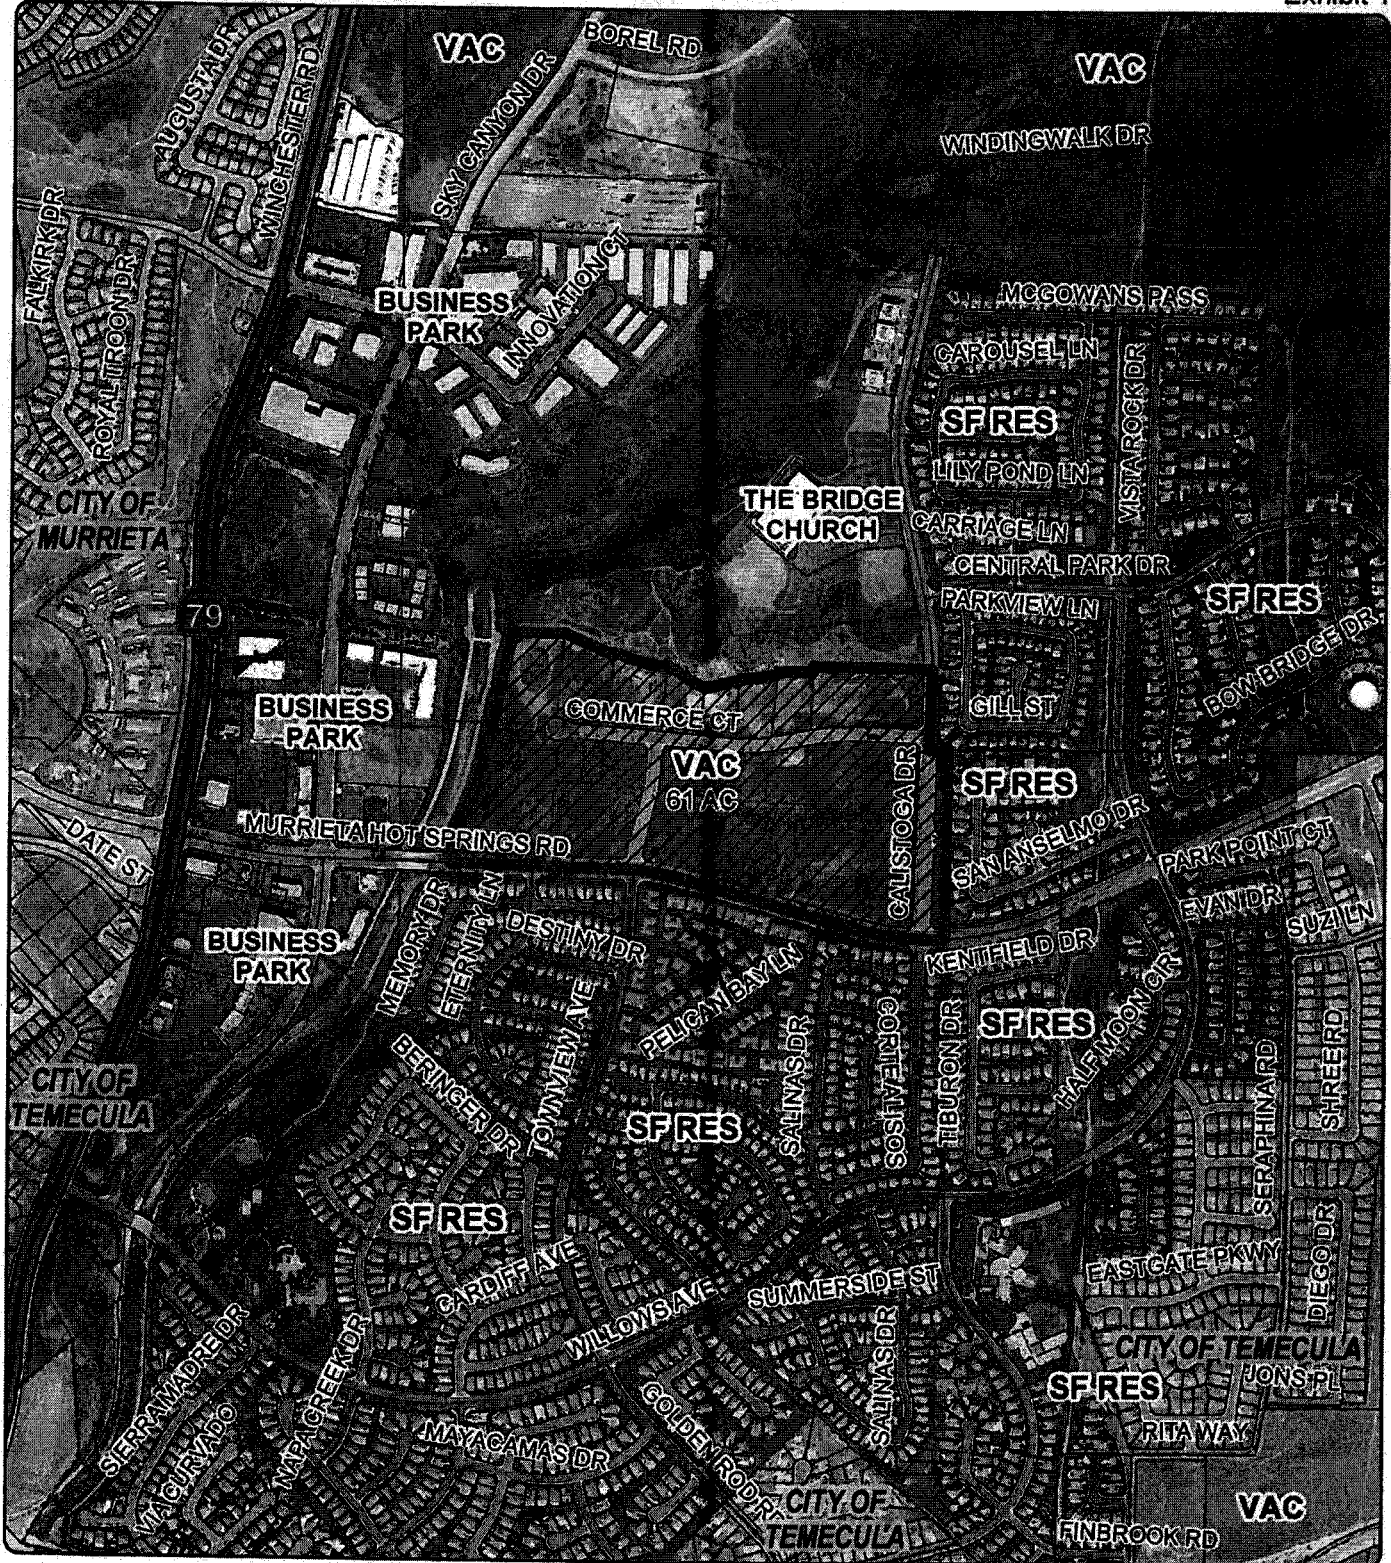 Exhibit 1
VAC
BOREL RD
VAC
AUGUSTA DR
WINCHESTER RD
SKY CANYON DR
WINDINGWALK DR
FALKIRK DR
ROYAL TROON DR
BUSINESS
PARK
INNOVATION CT
MCGOWANS PASS
CAROUSEL LN
VISTA ROCK DR
SF RES
LILY POND LN
CITY OF
MURRIETA
THE BRIDGE
CHURCH
CARRIAGE LN
CENTRAL PARK DR
PARKVIEW LN
SF RES
79
BOW BRIDGE DR
BUSINESS
PARK
COMMERCE CT
GILL ST
VAC
61 AC
CALISTOGA DR
SF RES
DATE ST
MURRIETA HOT SPRINGS RD
SAN ANSELMO DR
PARK POINT CT
EVAN DR
SUZI LN
BUSINESS
PARK
MEMORY DR
ETERNITY LN
DESTINY DR
PELICAN BAY LN
KENTFIELD DR
SF RES
HALF MOON CIR
TOWNVIEW AVE
SALINAS DR
CORTE ALISOS
TIBURON DR
SERAPHINA RD
SHREE RD
CITY OF
TEMECULA
BERINGER DR
SF RES
SF RES
CARDIFF AVE
WILLOWS AVE
SUMMERSIDE ST
EASTGATE PKWY
DIEGO DR
SERRAMADRE DR
NAPA CREEK DR
SALINAS DR
CITY OF TEMECULA
SF RES
JONS PL
VIA CURVADO
MAYACAMAS DR
GOLDENROD RD
RITA WAY
CITY OF
TEMECULA
VAC
FINBROOK RD